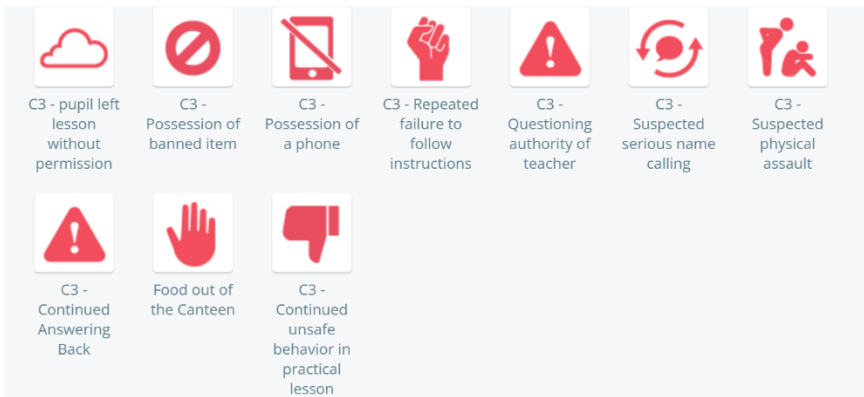 C3 - pupil left
lesson
without
permission
C3 -
Possession of
banned item
C3 -
Possession of
a phone
C3 - Repeated
failure to
follow
instructions
C3 -
Questioning
authority of
teacher
C3 -
Suspected
serious name
calling
C3 -
Suspected
physical
assault
C3 -
Continued
Answering
Back
Food out of
the Canteen
C3 -
Continued
unsafe
behavior in
practical
lesson